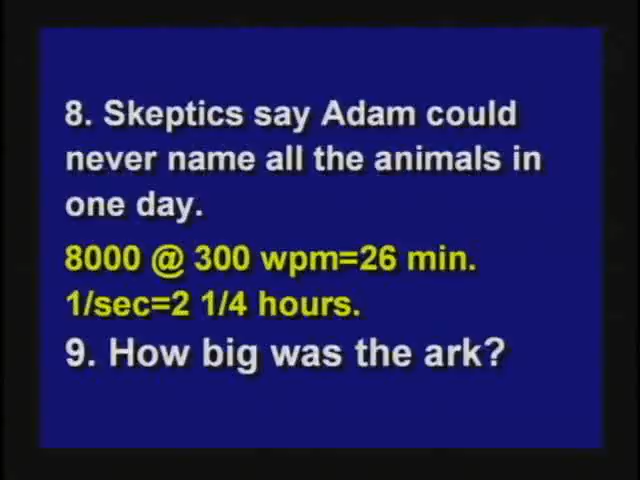 8. Skeptics say Adam could
never name all the animals in
one day.
8000 @ 300 wpm=26 min.
1/sec=2 1/4 hours.
9. How big was the ark?